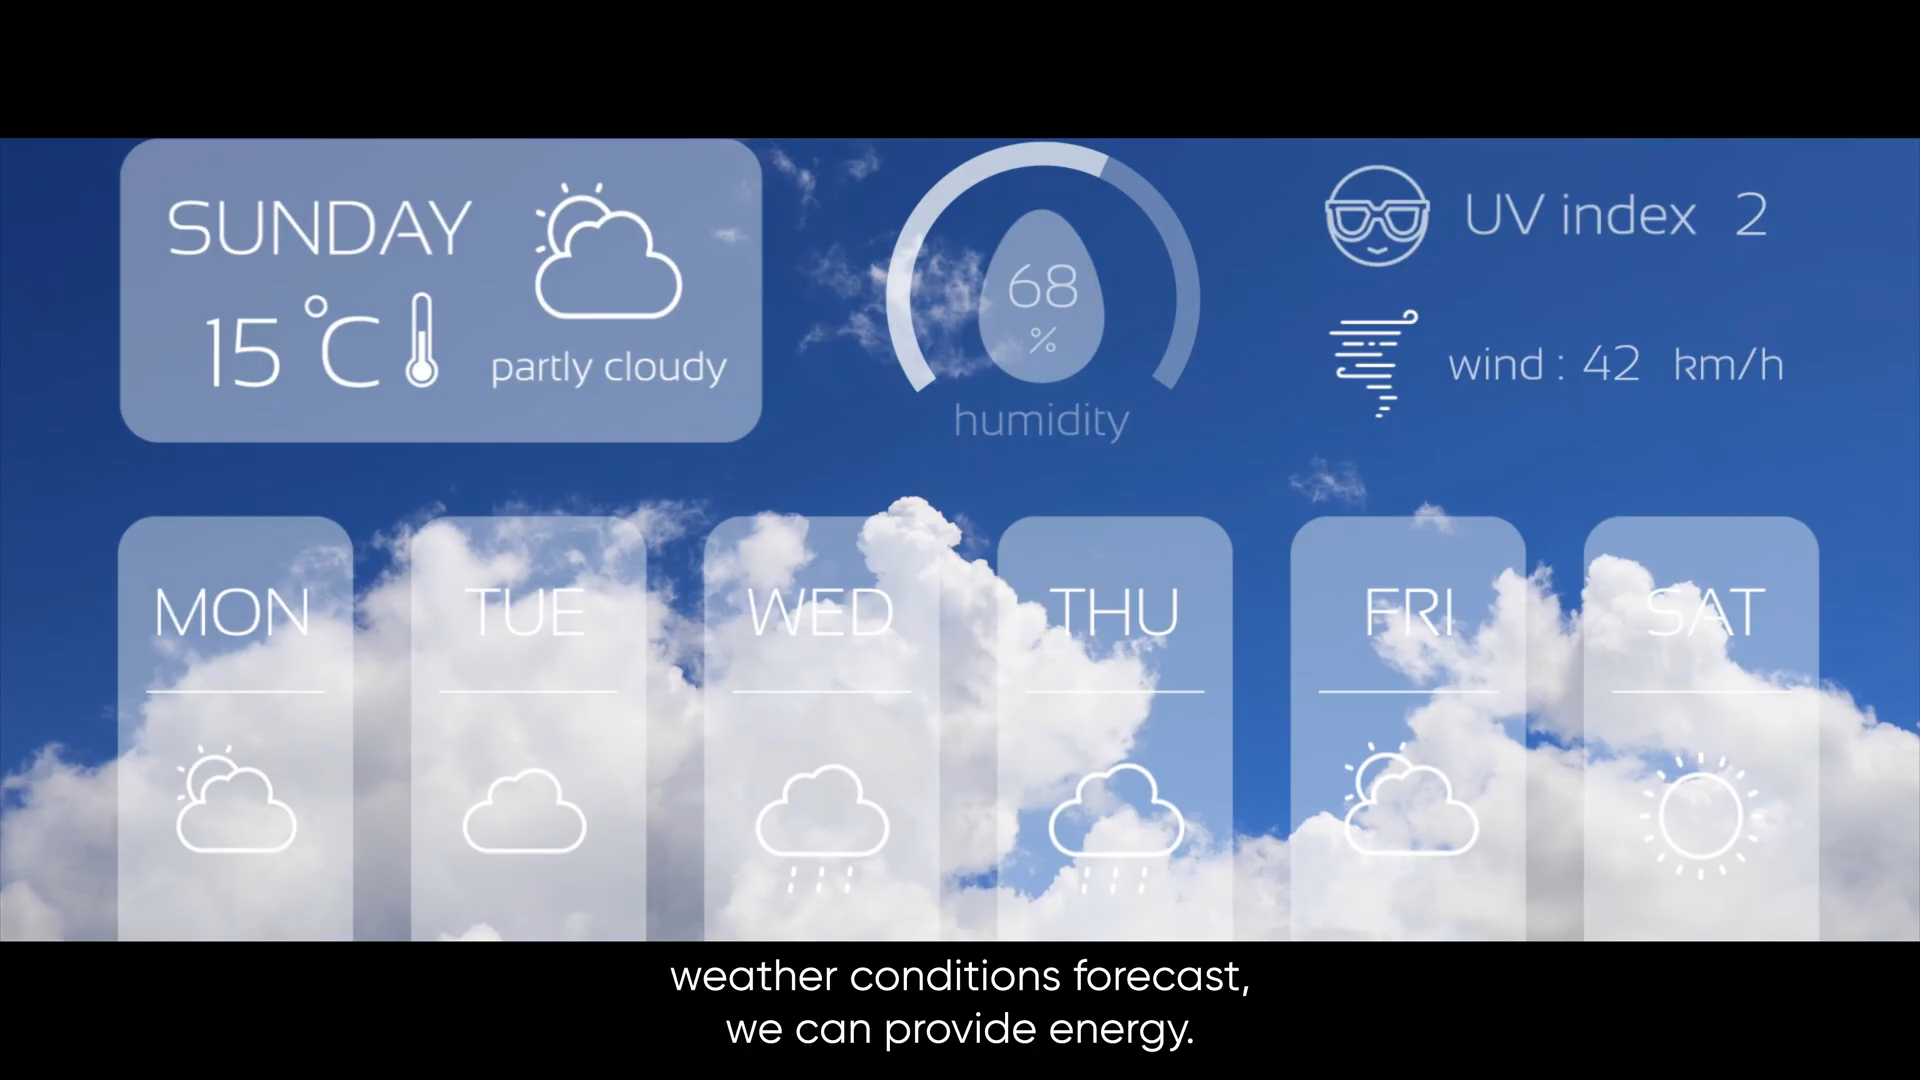 SUNDAY
15 °C
partly cloudy
68
%
humidity
UV index 2
wind : 42 km/h
MON
TUE
WED
THU
FRI
SAT
weather conditions forecast,
we can provide energy.